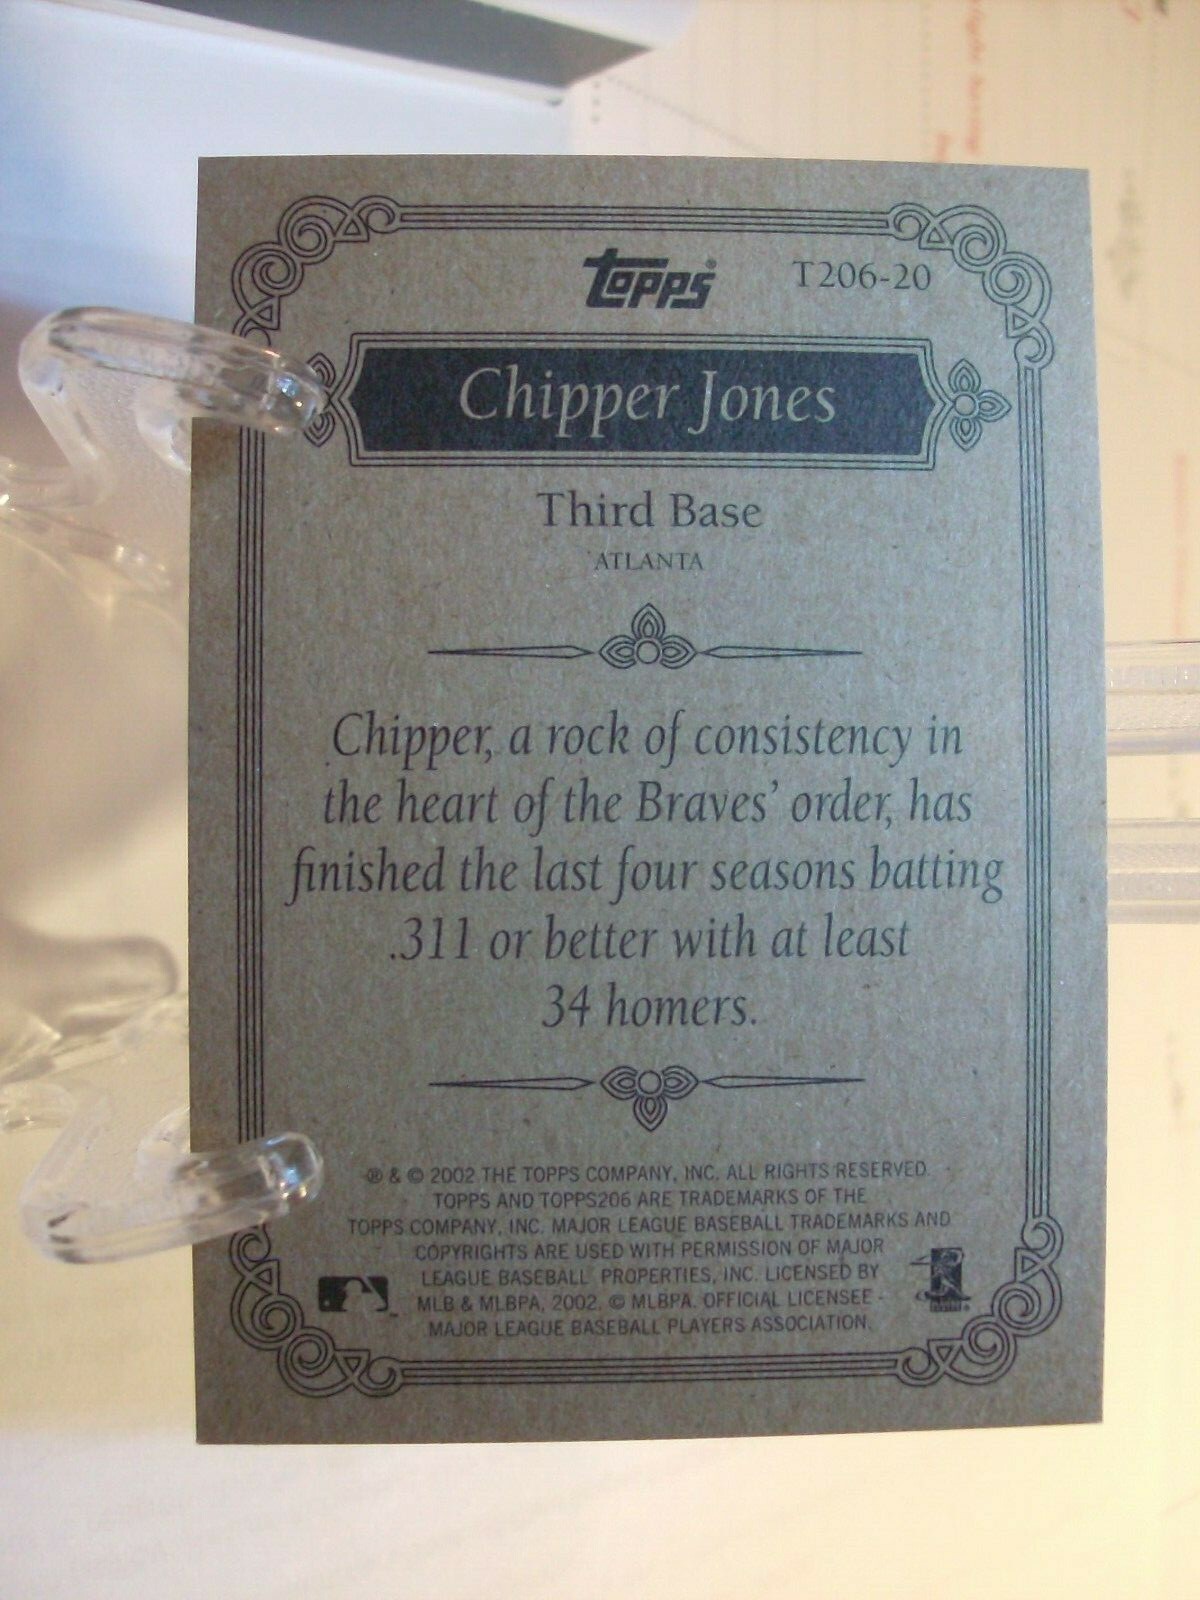 topps® T206-20
Chipper Jones
Third Base
ATLANTA
Chipper, a rock of consistency in
the heart of the Braves' order, has
finished the last four seasons batting
.311 or better with at least
34 homers.
® & © 2002 THE TOPPS COMPANY, INC. ALL RIGHTS RESERVED.
TOPPS AND TOPPS206 ARE TRADEMARKS OF THE
TOPPS COMPANY, INC. MAJOR LEAGUE BASEBALL TRADEMARKS AND
COPYRIGHTS ARE USED WITH PERMISSION OF MAJOR
LEAGUE BASEBALL PROPERTIES, INC. LICENSED BY
MLB & MLBPA, 2002. © MLBPA. OFFICIAL LICENSEE -
MAJOR LEAGUE BASEBALL PLAYERS ASSOCIATION.